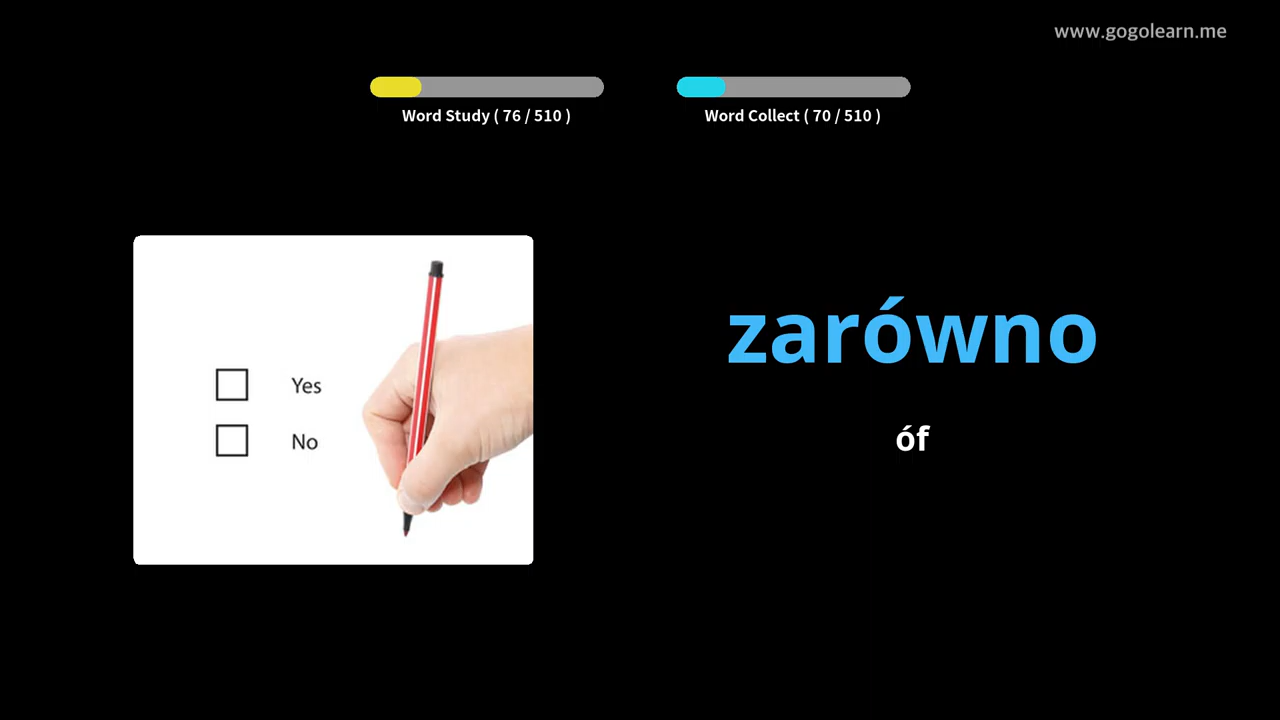 www.gogolearn.me
Word Study ( 76 / 510 )
Word Collect ( 70 / 510 )
Yes
No
zarówno
óf